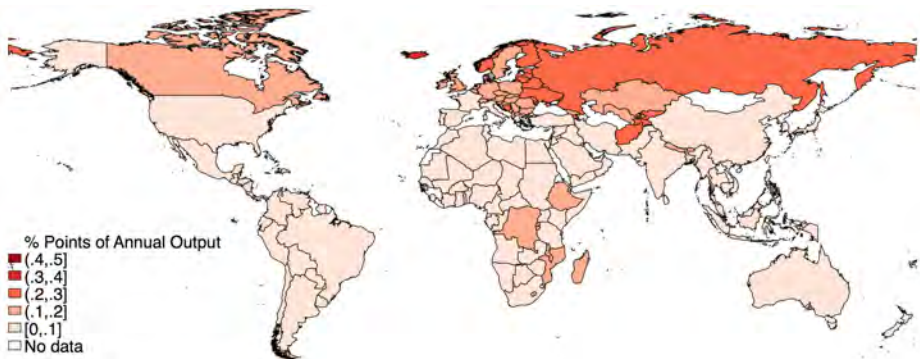 % Points of Annual Output
(.4,.5]
(.3,.4]
(.2,.3]
(.1,.2]
[0,.1]
No data